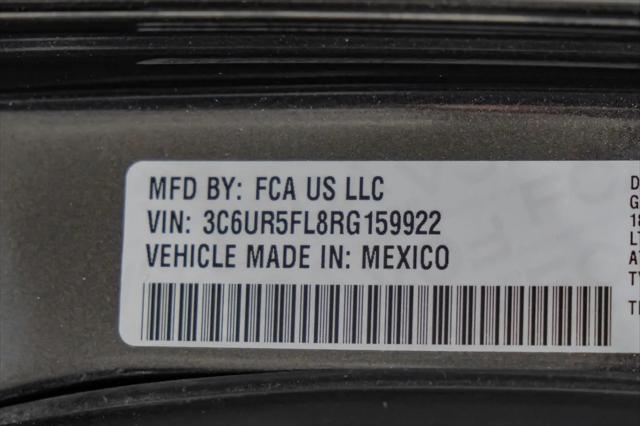 MFD BY: FCA US LLC
VIN: 3C6UR5FL8RG159922
VEHICLE MADE IN: MEXICO